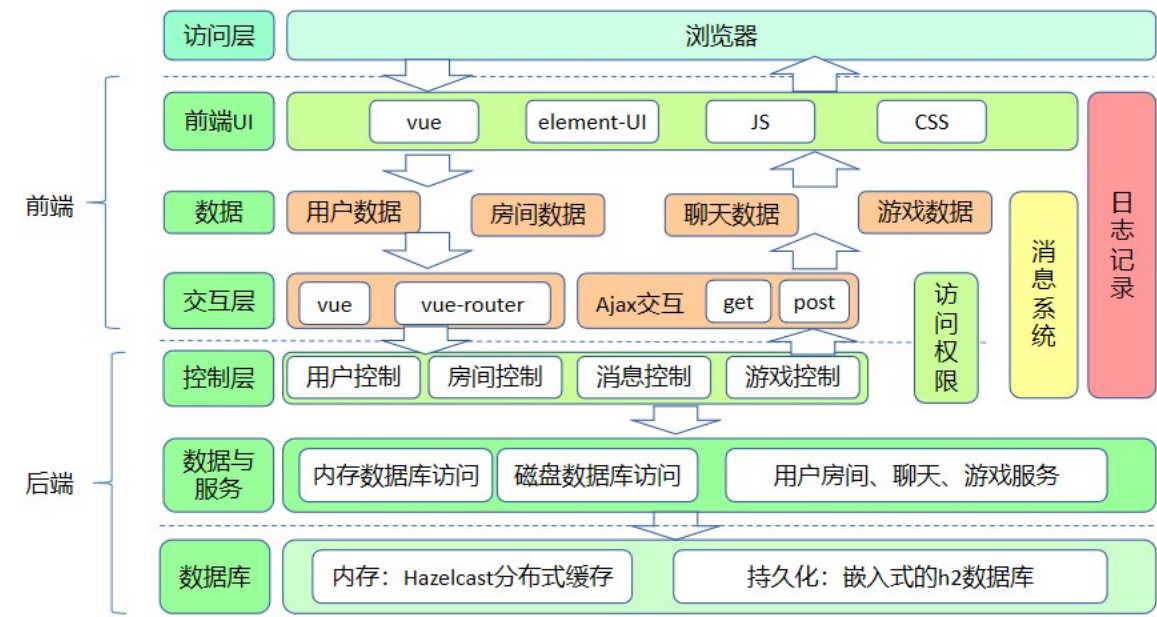 访问层
浏览器
前端
前端UI
vue
element-UI
JS
CSS
数据
用户数据
房间数据
聊天数据
游戏数据
交互层
vue
vue-router
Ajax交互
get
post
访问权限
消息系统
日志记录
后端
控制层
用户控制
房间控制
消息控制
游戏控制
数据与
服务
内存数据库访问
磁盘数据库访问
用户房间、聊天、游戏服务
数据库
内存：Hazelcast分布式缓存
持久化：嵌入式的h2数据库